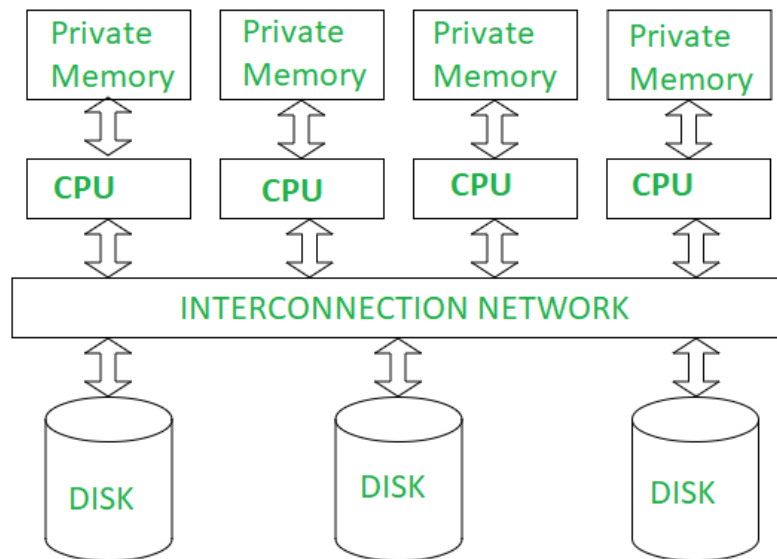 Private
Memory
Private
Memory
Private
Memory
Private
Memory
CPU
CPU
CPU
CPU
INTERCONNECTION NETWORK
DISK
DISK
DISK